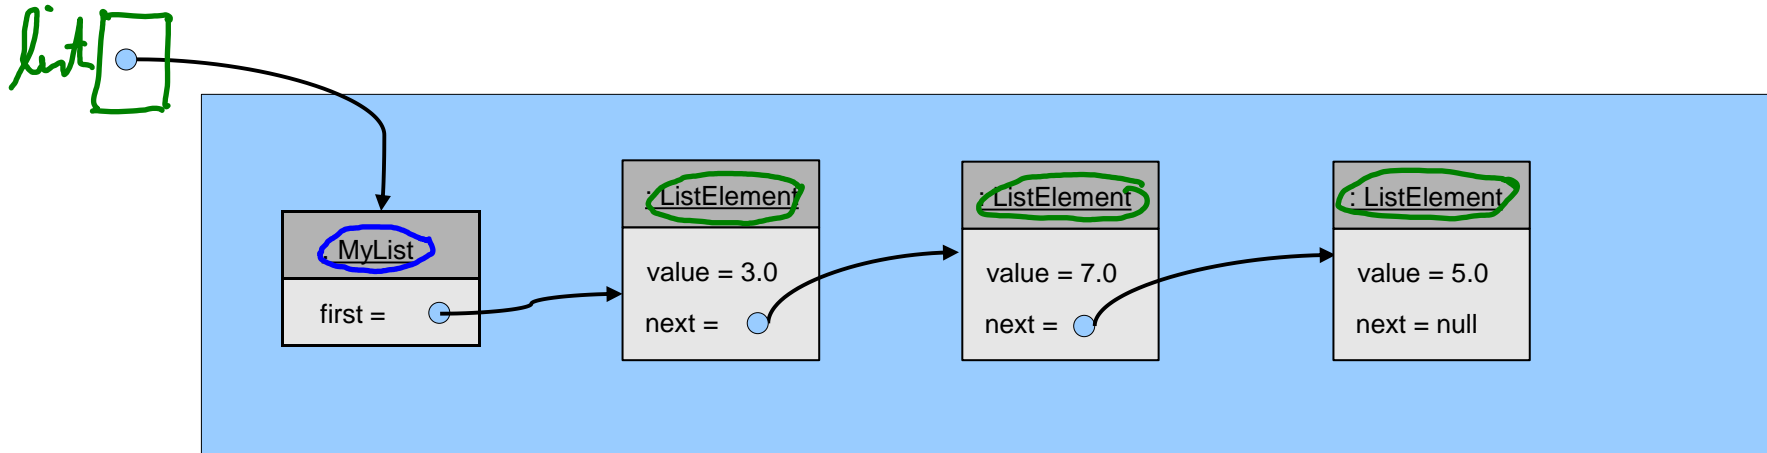 list
: MyList
first =
: ListElement
value = 3.0
next =
: ListElement
value = 7.0
next =
: ListElement
value = 5.0
next = null